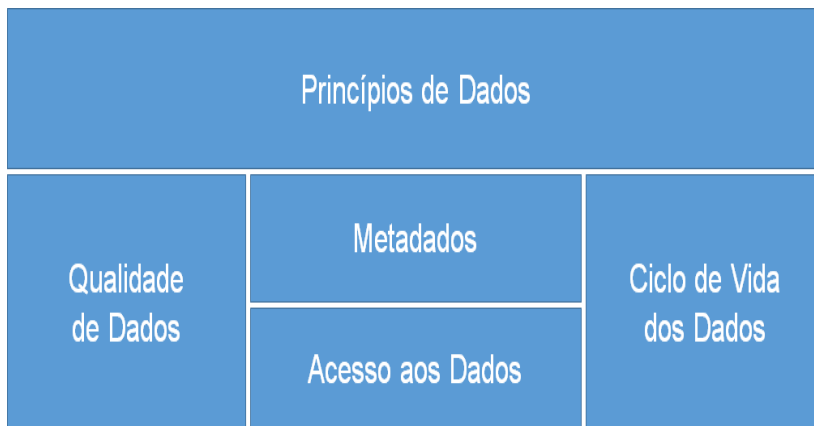 Princípios de Dados
Qualidade
de Dados
Metadados
Acesso aos Dados
Ciclo de Vida
dos Dados